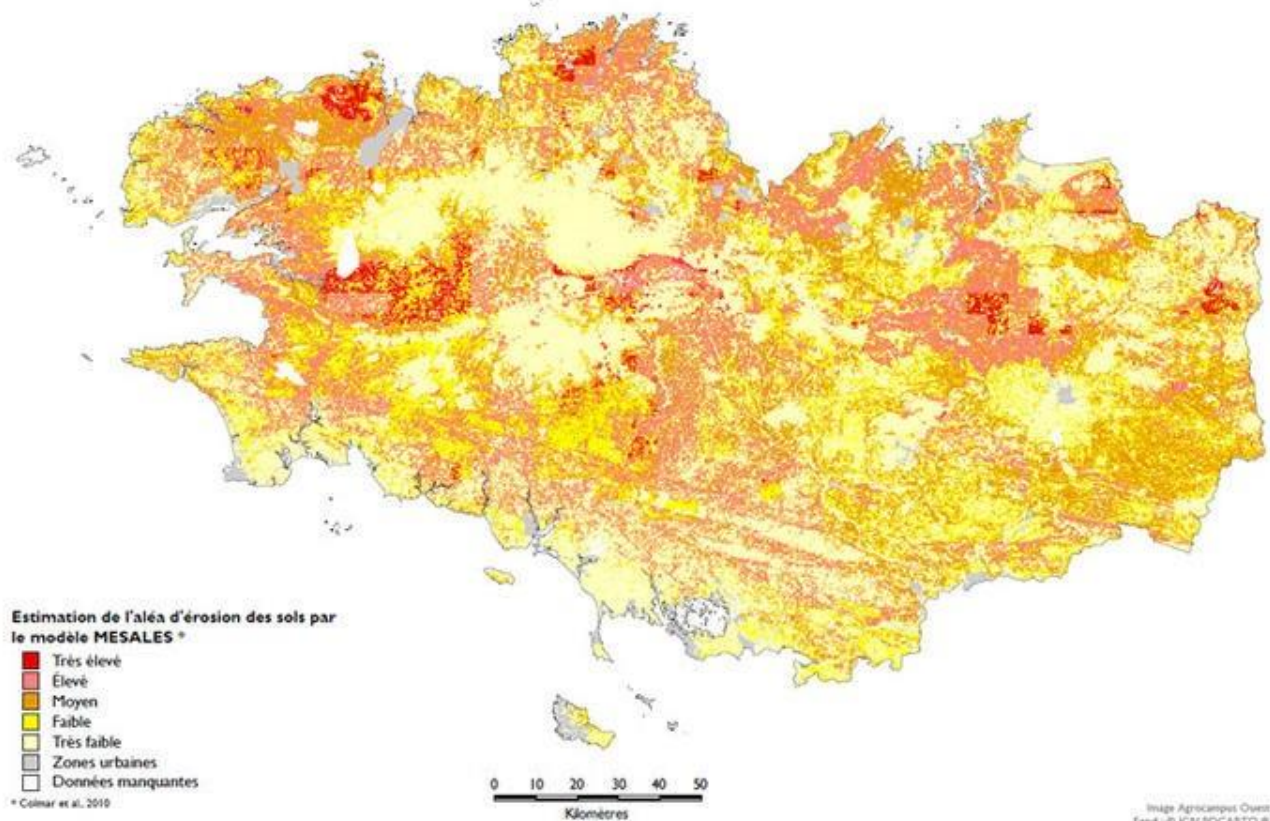 Estimation de l'aléa d'érosion des sols par
le modèle MESALES *
Très élevé
Élevé
Moyen
Faible
Très faible
Zones urbaines
Données manquantes
* Colmar et al., 2010
0 10 20 30 40 50
Kilomètres
Image Agrocampus Ouest